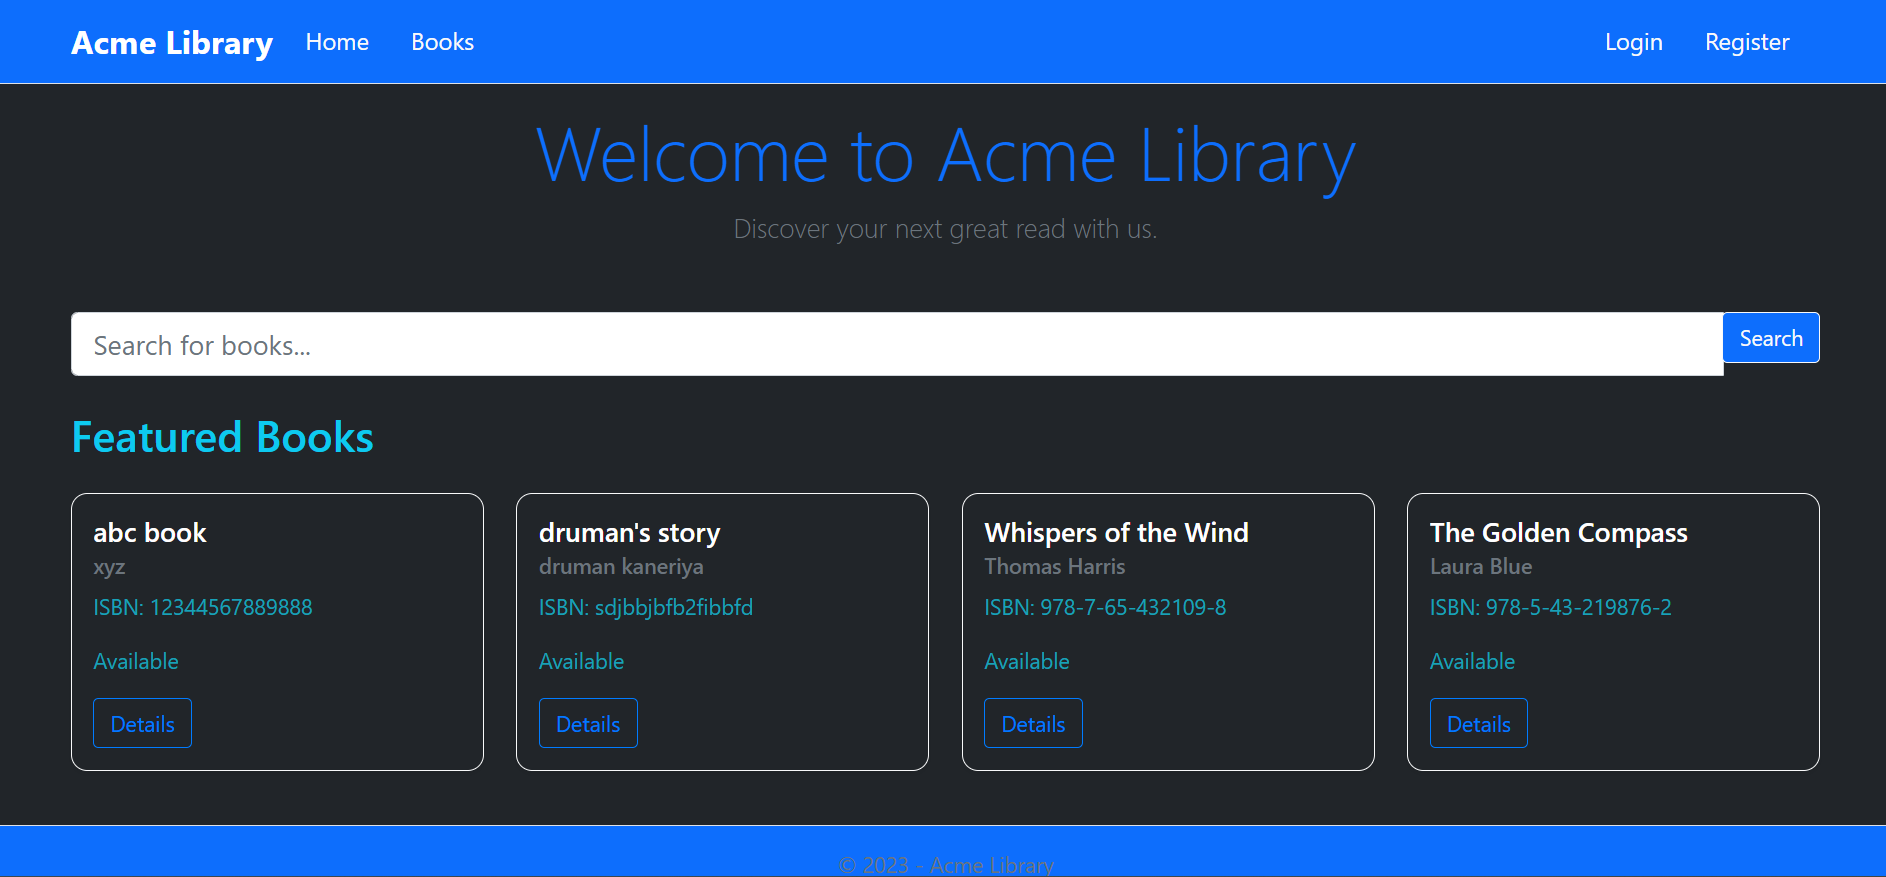 Acme Library Home Books Login Register
Welcome to Acme Library
Discover your next great read with us.
Search for books... Search
Featured Books
abc book
xyz
ISBN: 12344567889888
Available
Details
druman's story
druman kaneriya
ISBN: sdjbbjbfb2fibbfd
Available
Details
Whispers of the Wind
Thomas Harris
ISBN: 978-7-65-432109-8
Available
Details
The Golden Compass
Laura Blue
ISBN: 978-5-43-219876-2
Available
Details
© 2023 - Acme Library